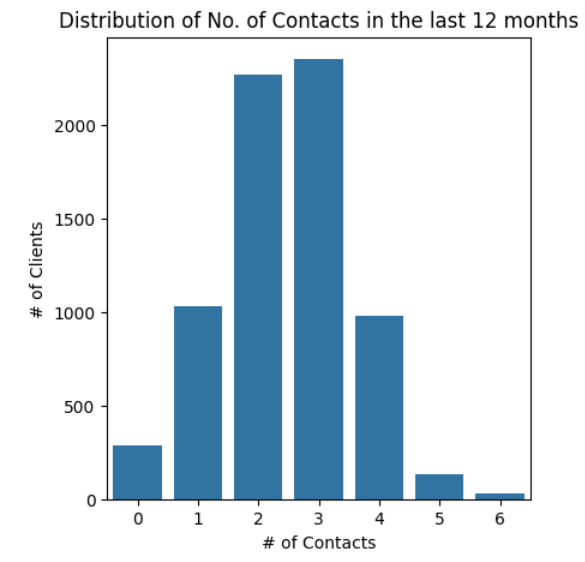 Distribution of No. of Contacts in the last 12 months
# of Clients
2000
1500
1000
500
0
0 1 2 3 4 5 6
# of Contacts